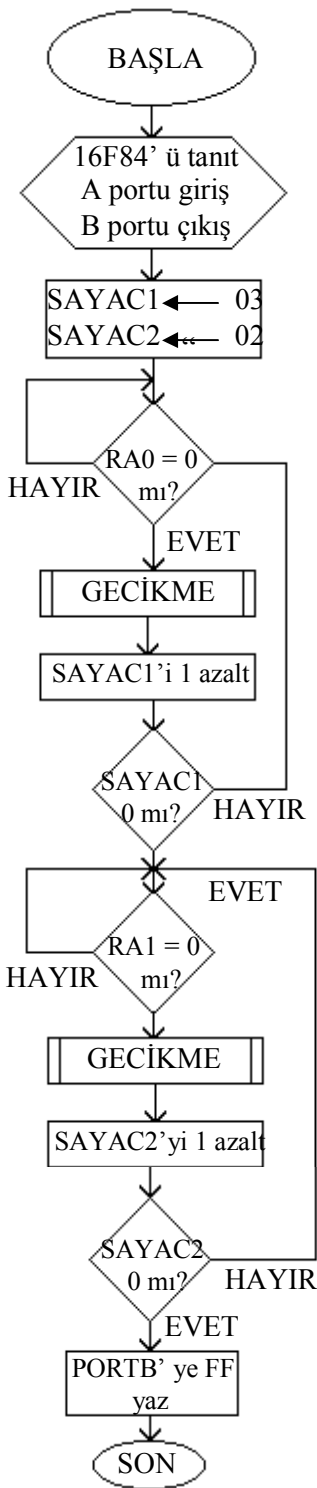 BAŞLA
16F84' ü tanıt
A portu giriş
B portu çıkış
SAYAC1 03
SAYAC2 “ 02
RA0 = 0
mı?
HAYIR
EVET
GECİKME
SAYAC1’i 1 azalt
SAYAC1
0 mı?
HAYIR
EVET
RA1 = 0
mı?
HAYIR
GECİKME
SAYAC2’yi 1 azalt
SAYAC2
0 mı?
HAYIR
EVET
PORTB’ ye FF
yaz
SON